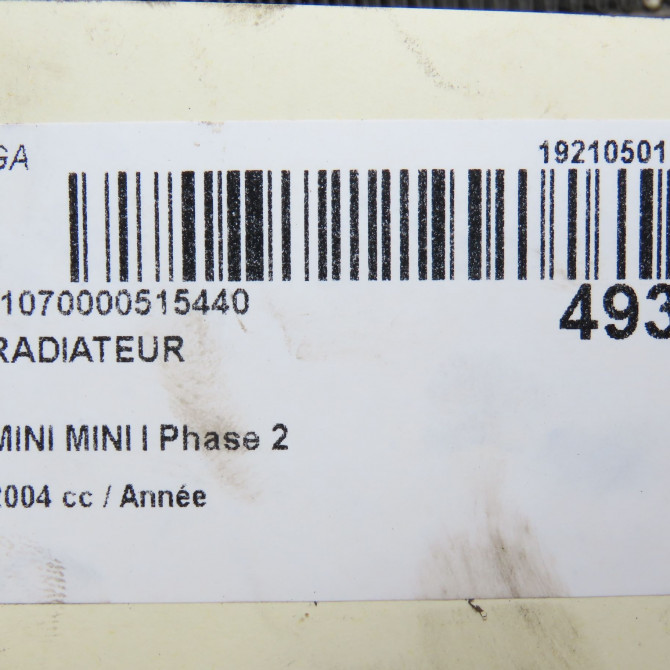 GA
19210501
1070000515440
493
RADIATEUR
MINI MINI I Phase 2
2004 cc / Année